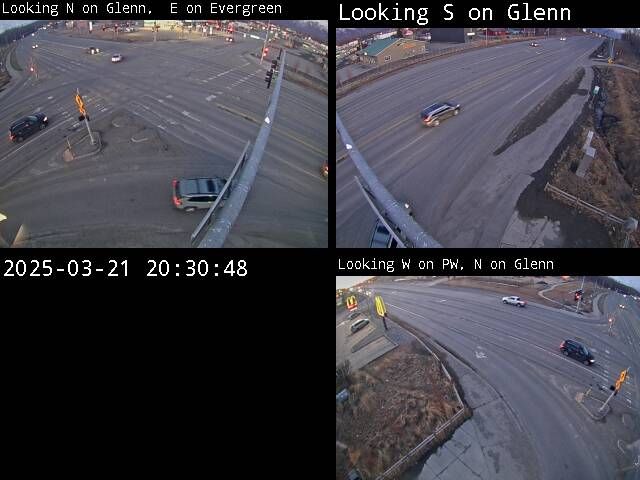 Looking N on Glenn,  E on Evergreen
Looking S on Glenn
2025-03-21 20:30:48
Looking W on PW, N on Glenn